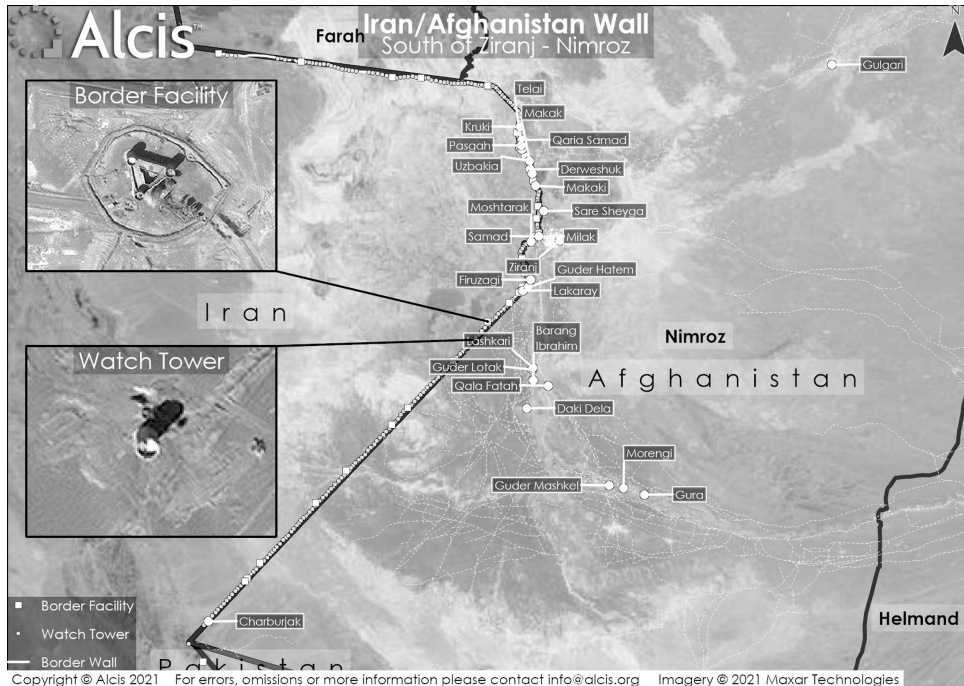 Alcis™
Farah
Iran/Afghanistan Wall
South of Ziranj - Nimroz
N
Gulgari
Border Facility
Telai
Makak
Kruki
Qaria Samad
Pasgah
Uzbakia
Derweshuk
Makaki
Moshtarak
Sare Sheyga
Samad
Milak
Ziranj
Guder Hatem
Firuzagi
Lakaray
Iran
Barang
Ibrahim
Nimroz
Lashkari
Watch Tower
Guder Lotak
Afghanistan
Qala Fatah
Daki Dela
Morengi
Guder Mashkel
Gura
Border Facility
Charburjak
Helmand
Watch Tower
Border Wall
Pakistan
Copyright © Alcis 2021 For errors, omissions or more information please contact info@alcis.org Imagery © 2021 Maxar Technologies